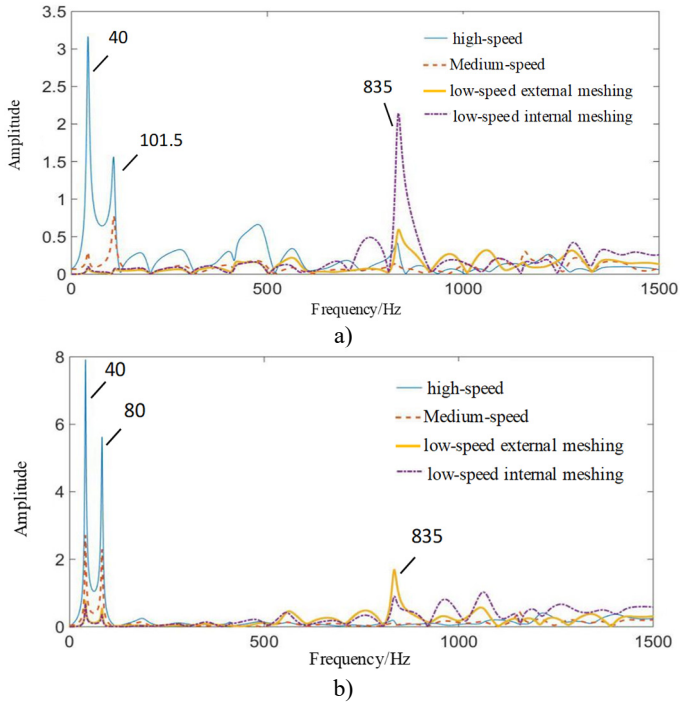 3.5
3
2.5
2
1.5
1
0.5
0
Amplitude
40
101.5
835
high-speed
Medium-speed
low-speed external meshing
low-speed internal meshing
0 500 1000 1500
Frequency/Hz
a)
8
6
4
2
0
Amplitude
40
80
835
high-speed
Medium-speed
low-speed external meshing
low-speed internal meshing
0 500 1000 1500
Frequency/Hz
b)